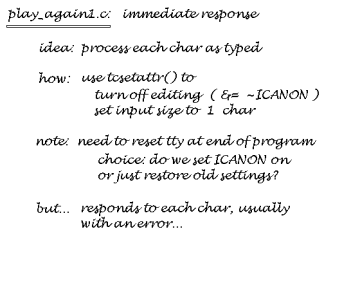 play_again1.c: immediate response
idea: process each char as typed
how: use tcsetattr() to
turn off editing ( &= ~ICANON )
set input size to 1 char
note: need to reset tty at end of program
choice: do we set ICANON on
or just restore old settings?
but... responds to each char, usually
with an error...